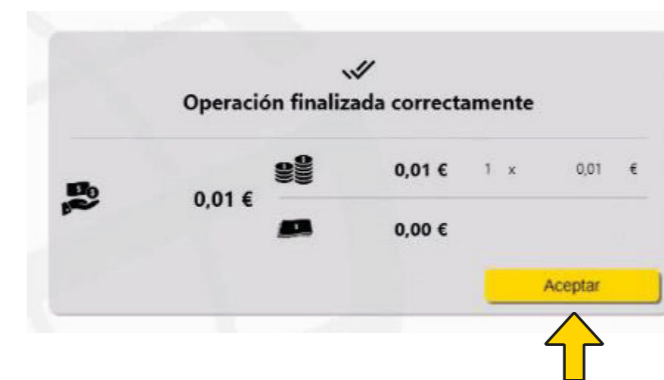 Operación finalizada correctamente
0,01 € 1 x 0,01 €
0,01 €
0,00 €
Aceptar